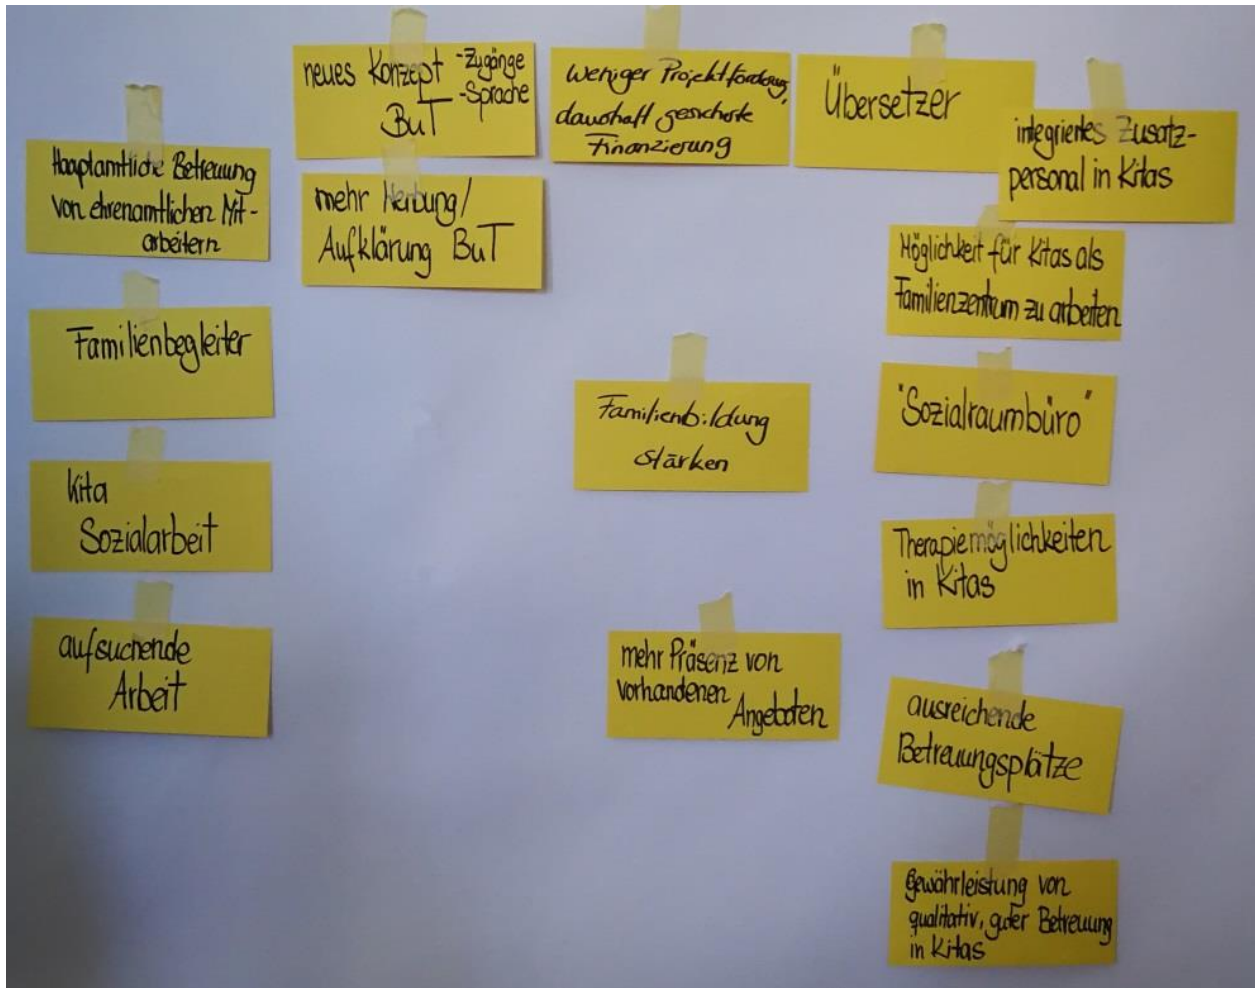 Hauptamtliche Betreuung
von ehrenamtlichen Mit-
arbeitern
Familienbegleiter
Kita
Sozialarbeit
aufsuchende
Arbeit
neues Konzept -Zugänge
BuT -Sprache
mehr Werbung/
Aufklärung BuT
Weniger Projektförderung,
dauerhaft gesicherte
Finanzierung
Familienbildung
stärken
mehr Präsenz von
vorhandenen
Angeboten
Übersetzer
integriertes Zusatz-
personal in Kitas
Möglichkeit für Kitas als
Familienzentrum zu arbeiten
"Sozialraumbüro"
Therapiemöglichkeiten
in Kitas
ausreichende
Betreuungsplätze
Gewährleistung von
qualitativ, guter Betreuung
in Kitas